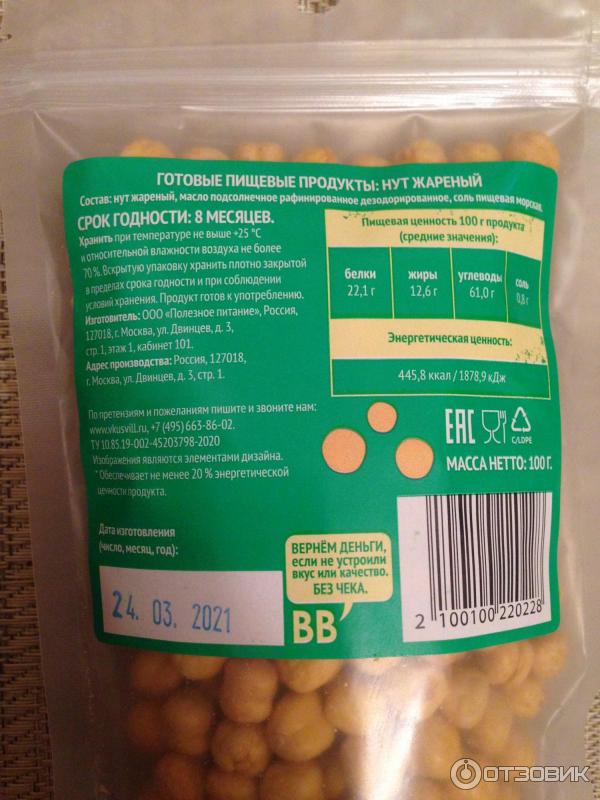 ГОТОВЫЕ ПИЩЕВЫЕ ПРОДУКТЫ: НУТ ЖАРЕНЫЙ
Состав: нут жареный, масло подсолнечное рафинированное дезодорированное, соль пищевая морская.
СРОК ГОДНОСТИ: 8 МЕСЯЦЕВ.
Хранить при температуре не выше +25 °С
и относительной влажности воздуха не более
70 %. Вскрытую упаковку хранить плотно закрытой
в пределах срока годности и при соблюдении
условий хранения. Продукт готов к употреблению.
Изготовитель: ООО «Полезное питание», Россия,
127018, г. Москва, ул. Двинцев, д. 3,
стр. 1, этаж 1, кабинет 101.
Адрес производства: Россия, 127018,
г. Москва, ул. Двинцев, д. 3, стр. 1.
Пищевая ценность 100 г продукта
(средние значения):
белки жиры углеводы соль
22,1 г 12,6 г 61,0 г 0,8 г
Энергетическая ценность:
445,8 ккал / 1878,9 кДж
По претензиям и пожеланиям пишите и звоните нам:
www.vkusvill.ru, +7 (495) 663-86-02.
ТУ 10.85.19-002-45203798-2020
Изображения являются элементами дизайна.
* Обеспечивает не менее 20 % энергетической
ценности продукта.
EAC
C/LDPE
МАССА НЕТТО: 100 Г.
Дата изготовления
(число, месяц, год):
24. 03. 2021
ВЕРНЁМ ДЕНЬГИ,
если не устроили
вкус или качество.
БЕЗ ЧЕКА.
ВВ
2 100100 220228
ОТЗОВИК